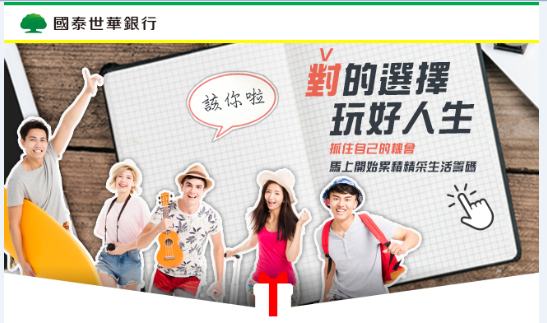 國泰世華銀行
該你啦
對的選擇
玩好人生
抓住自己的機會
馬上開始累積精采生活籌碼